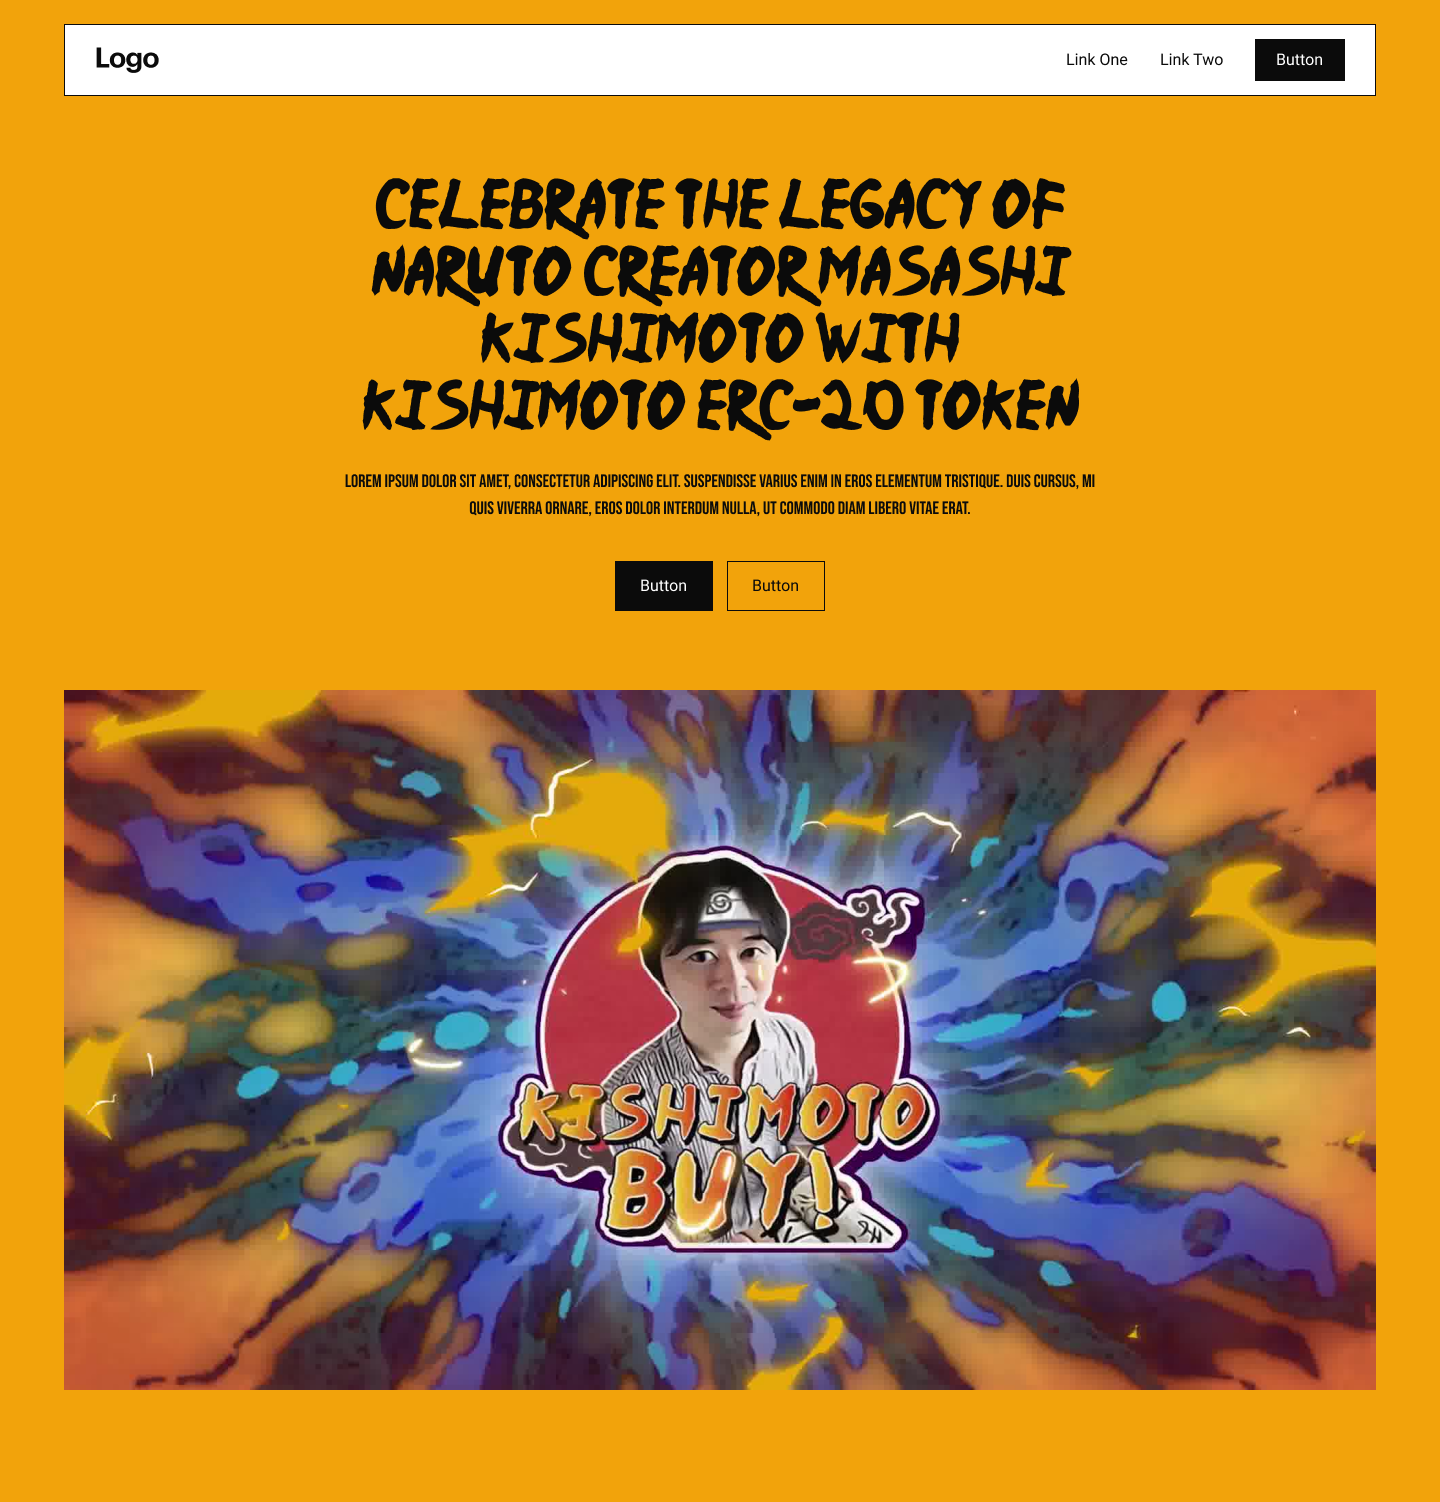 Logo
Link One
Link Two
Button
CELEBRATE THE LEGACY OF
NARUTO CREATOR MASASHI
KISHIMOTO WITH
KISHIMOTO ERC-20 TOKEN
LOREM IPSUM DOLOR SIT AMET, CONSECTETUR ADIPISCING ELIT. SUSPENDISSE VARIUS ENIM IN EROS ELEMENTUM TRISTIQUE. DUIS CURSUS, MI
QUIS VIVERRA ORNARE, EROS DOLOR INTERDUM NULLA, UT COMMODO DIAM LIBERO VITAE ERAT.
Button
Button
KISHIMOTO
BUY!